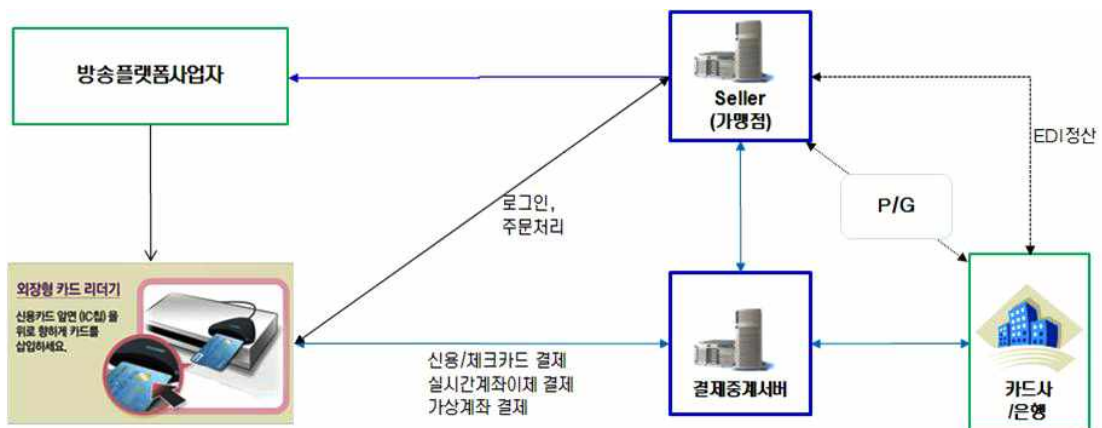 방송플랫폼사업자
Seller
(가맹점)
EDI정산
로그인,
주문처리
P/G
외장형 카드 리더기
신용카드 앞면 (IC칩) 을
위로 향하게 카드를
삽입하세요.
신용/체크카드 결제
실시간계좌이체 결제
가상계좌 결제
결제중계서버
카드사
/은행